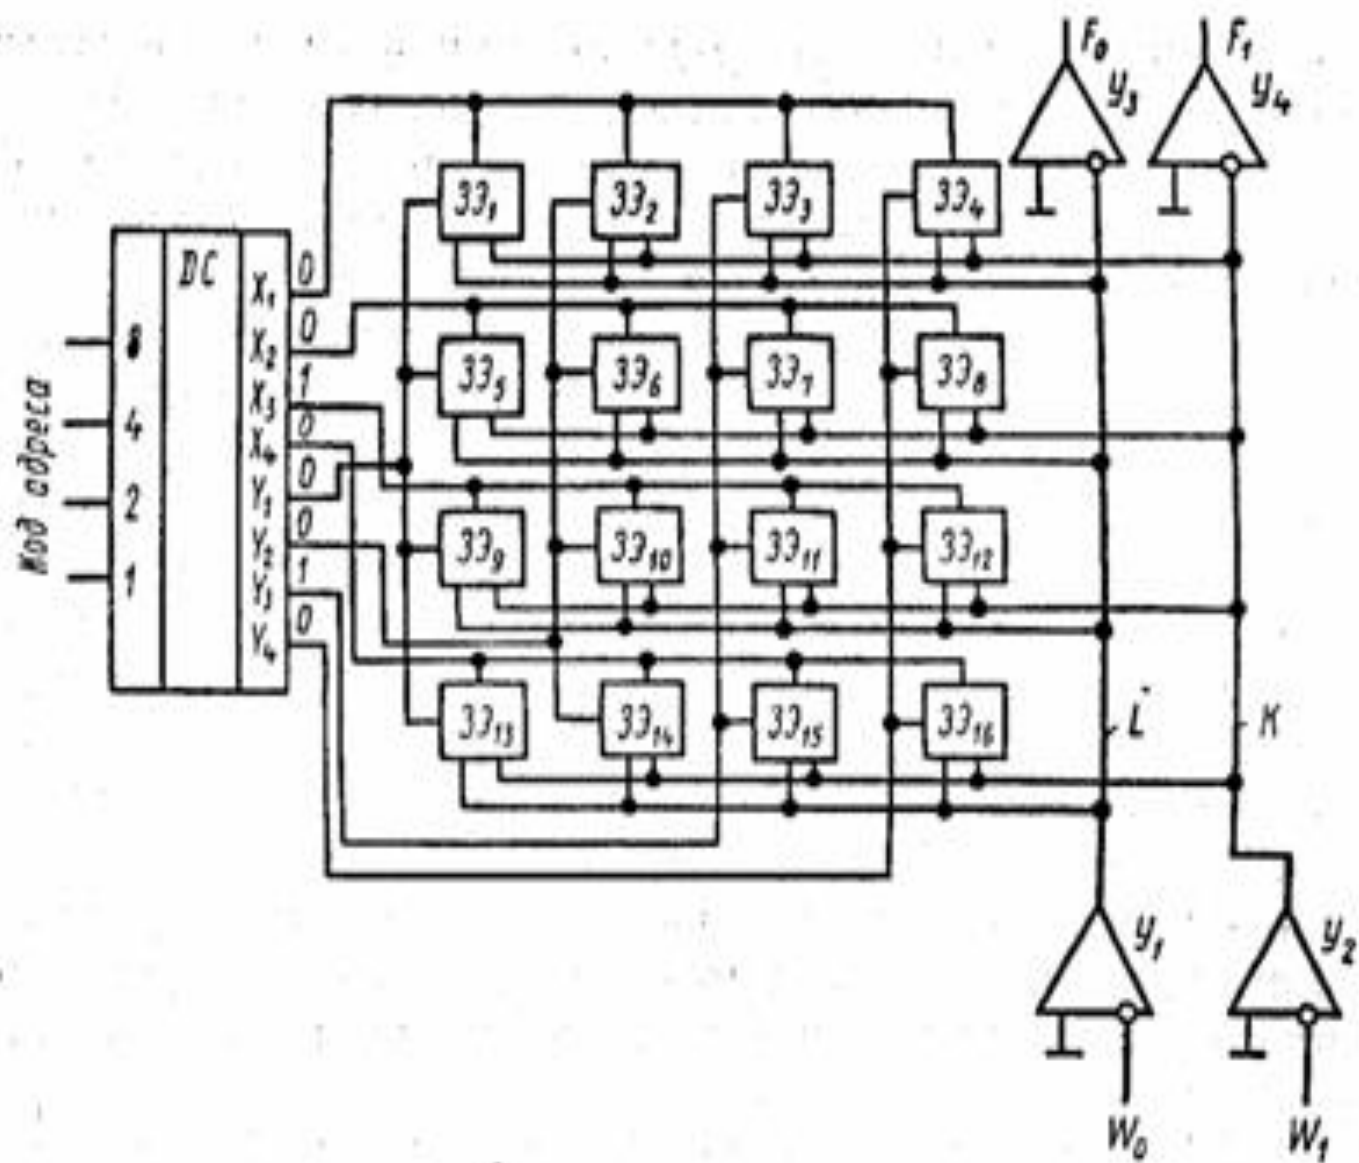 F₀ F₁
У₃ У₄
ЗЭ₁ ЗЭ₂ ЗЭ₃ ЗЭ₄
DC
X₁ 0
X₂ 0
X₃ 1
X₄ 0
Y₁ 0
Y₂ 0
Y₃ 1
Y₄ 0
Код адреса
8
4
2
1
ЗЭ₅ ЗЭ₆ ЗЭ₇ ЗЭ₈
ЗЭ₉ ЗЭ₁₀ ЗЭ₁₁ ЗЭ₁₂
ЗЭ₁₃ ЗЭ₁₄ ЗЭ₁₅ ЗЭ₁₆
L K
У₁ У₂
W₀ W₁